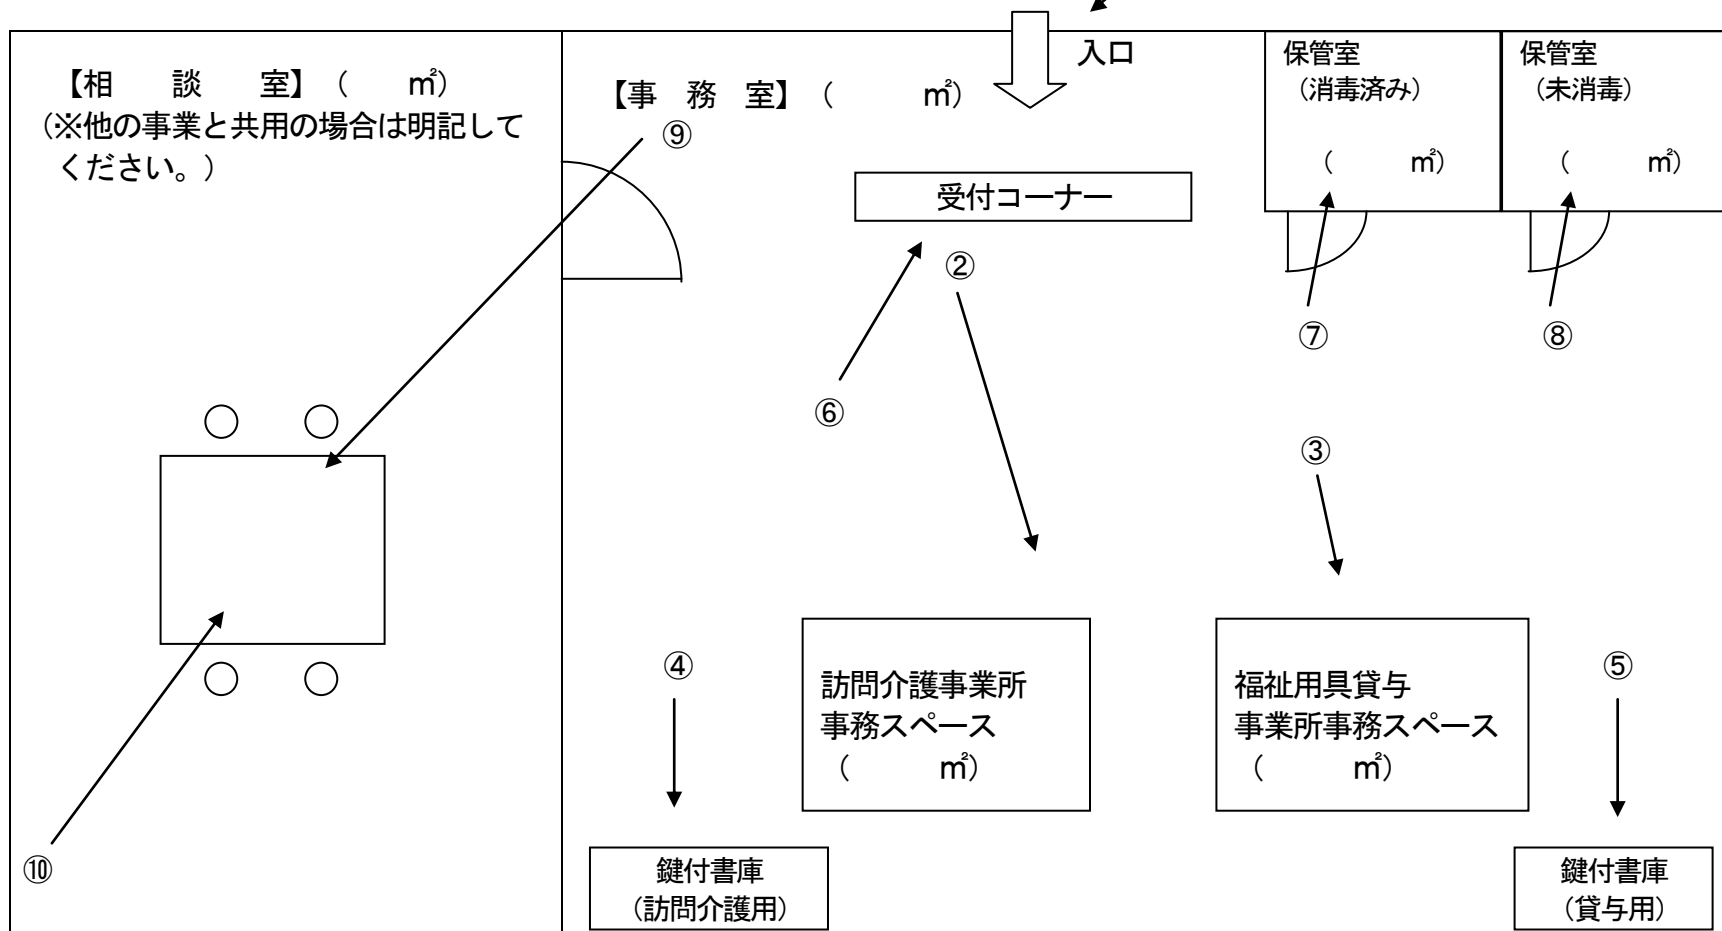 入口
【相　談　室】（　　㎡）
（※他の事業と共用の場合は明記して
ください。）
【事　務　室】（　　　㎡）
⑨
保管室
（消毒済み）
（　　　㎡）
保管室
（未消毒）
（　　　㎡）
受付コーナー
②
⑦
⑧
⑥
③
④
訪問介護事業所
事務スペース
（　　　㎡）
福祉用具貸与
事業所事務スペース
（　　　㎡）
⑤
⑩
鍵付書庫
（訪問介護用）
鍵付書庫
（貸与用）